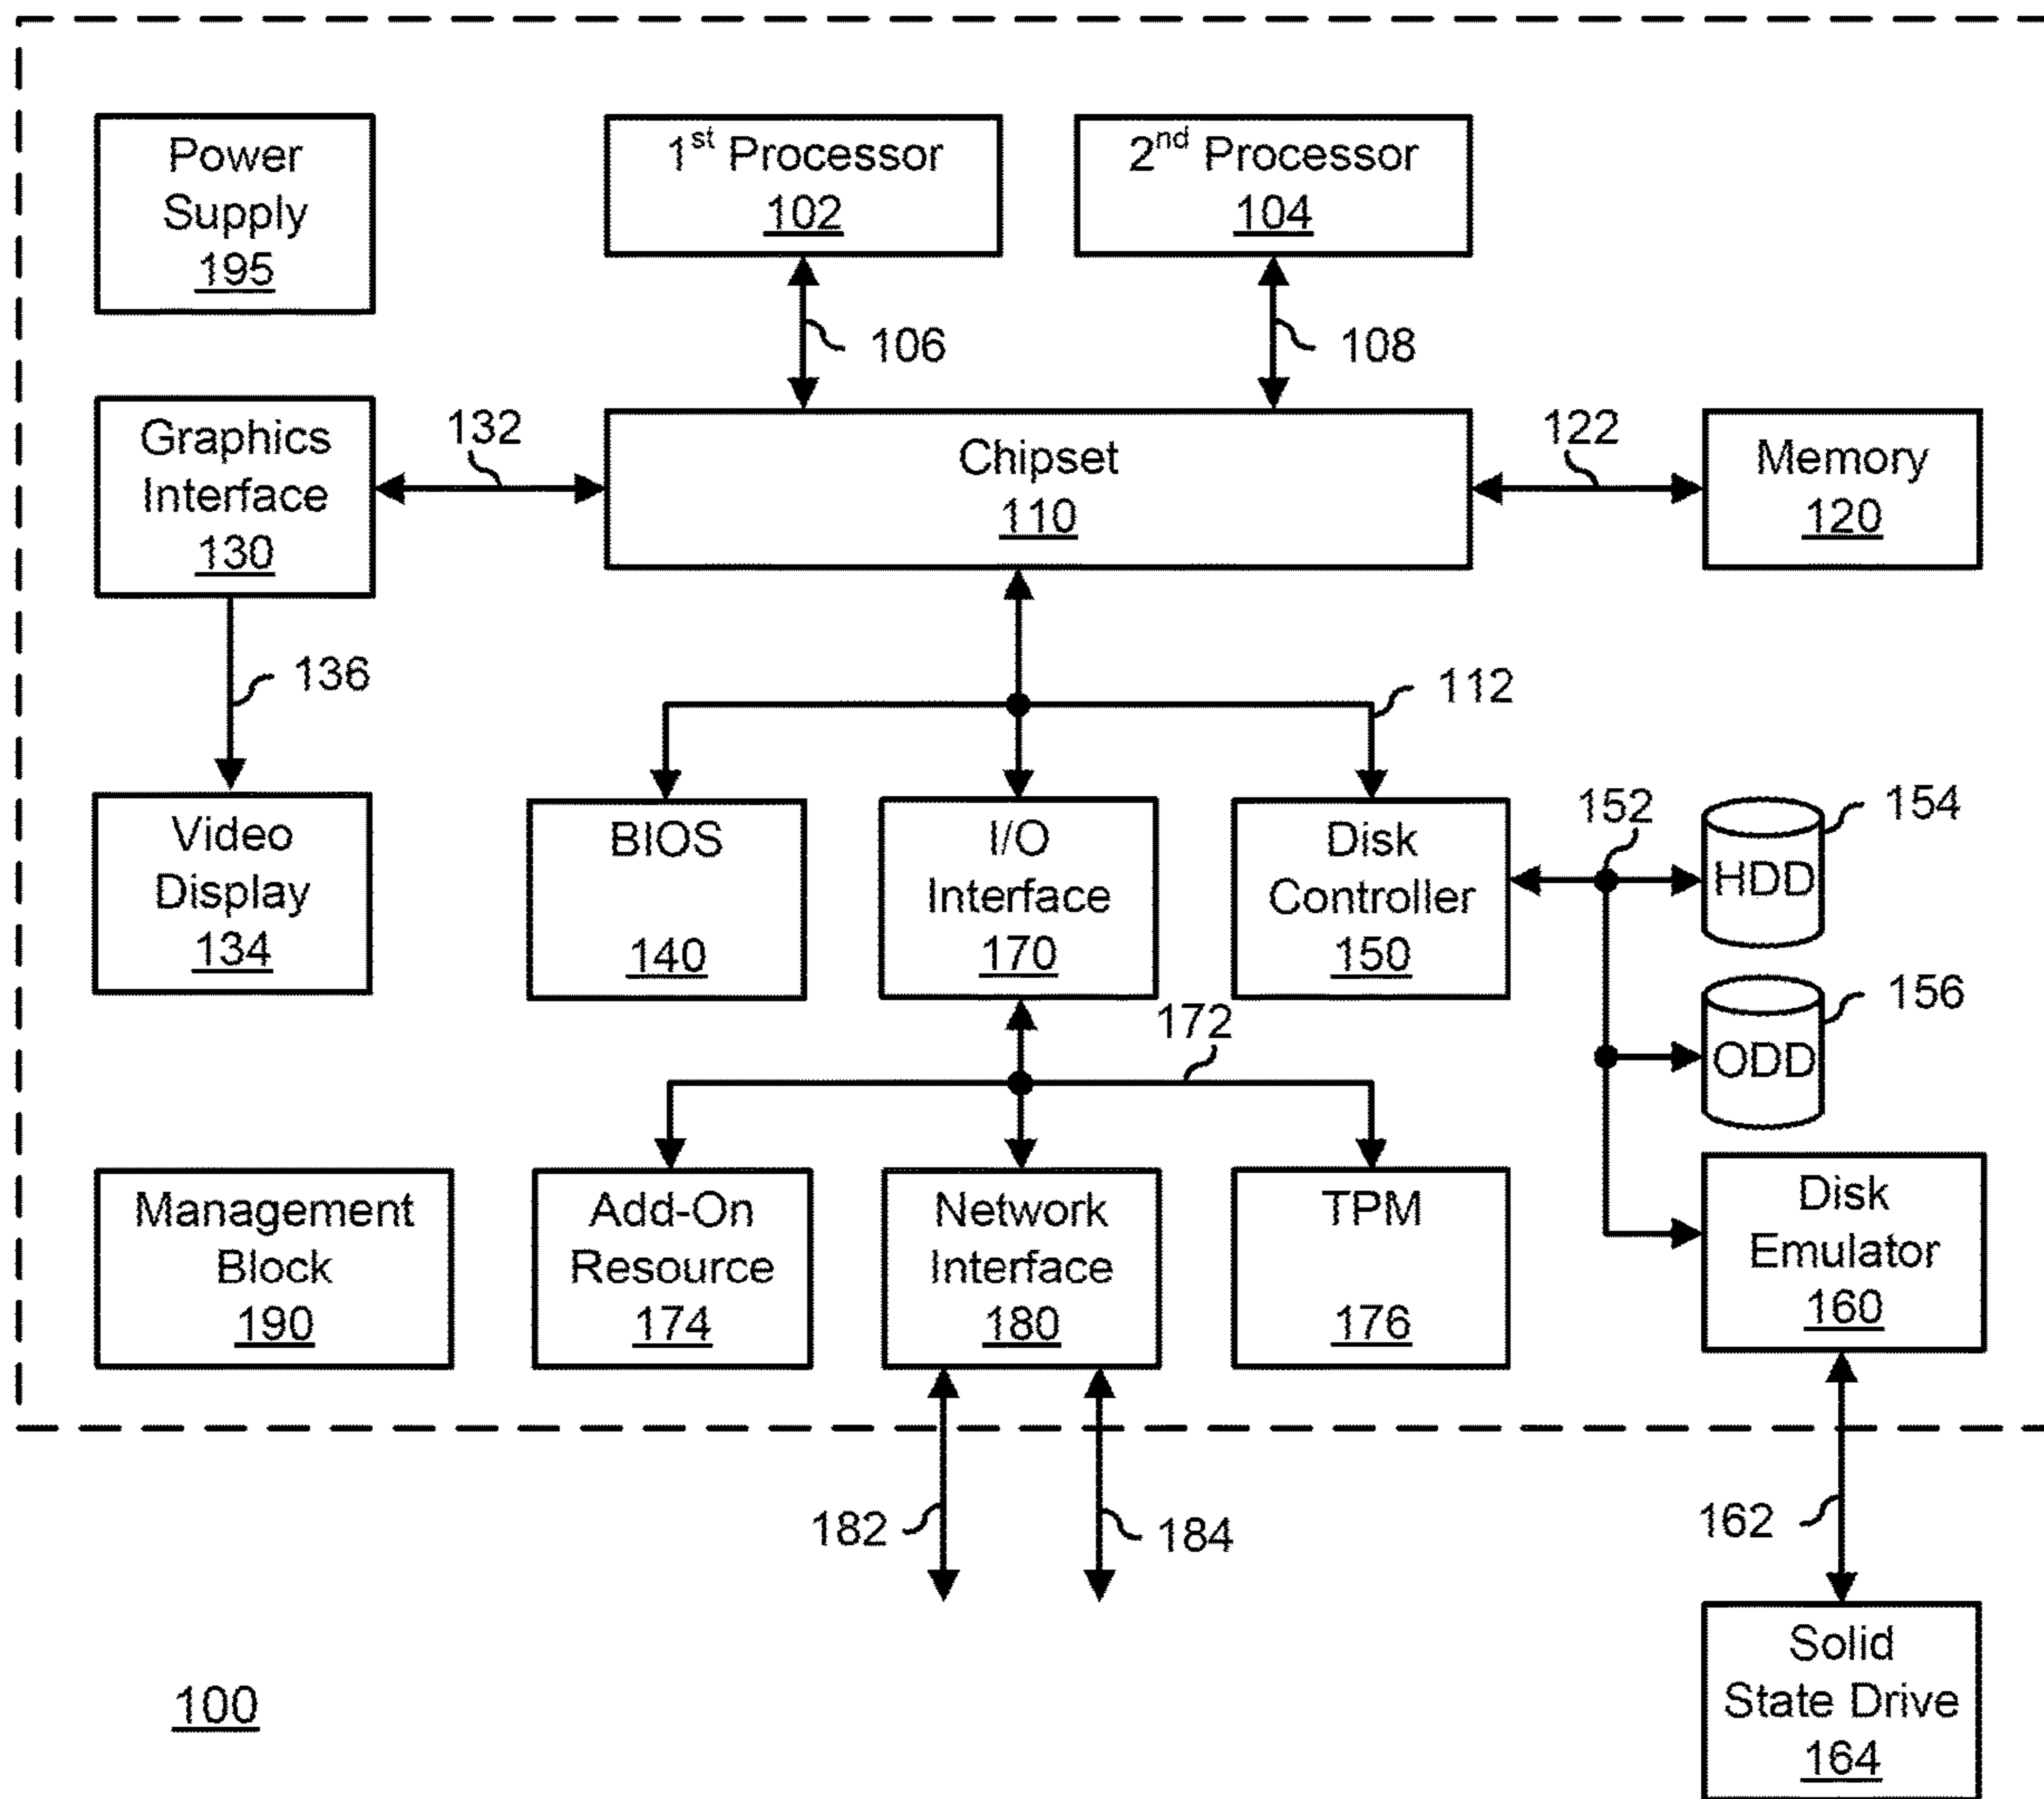 Power
Supply
195
1st Processor
102
2nd Processor
104
106
108
Graphics
Interface
130
132
Chipset
110
122
Memory
120
136
112
Video
Display
134
BIOS
140
I/O
Interface
170
Disk
Controller
150
152
HDD
154
ODD
156
172
Management
Block
190
Add-On
Resource
174
Network
Interface
180
TPM
176
Disk
Emulator
160
182
184
162
Solid
State Drive
164
100